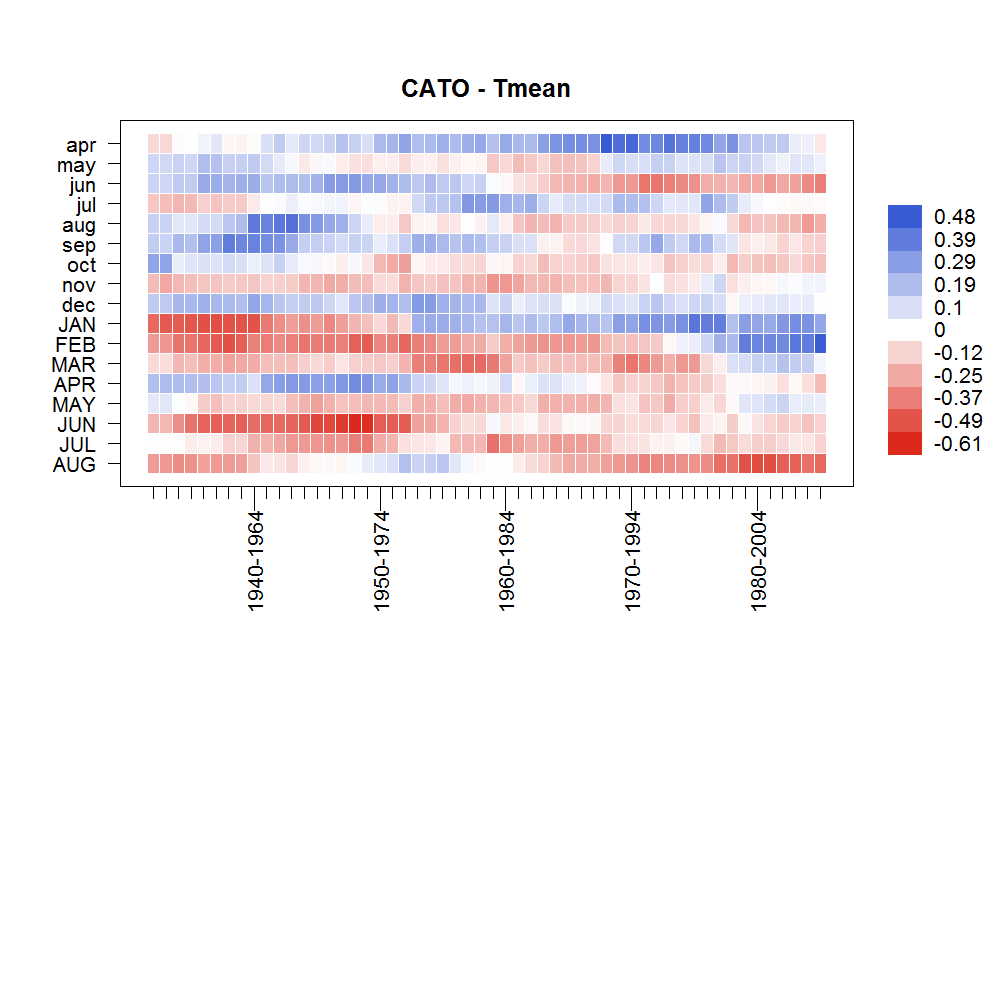 CATO - Tmean
apr
may
jun
jul
aug
sep
oct
nov
dec
JAN
FEB
MAR
APR
MAY
JUN
JUL
AUG
1940-1964
1950-1974
1960-1984
1970-1994
1980-2004
0.48
0.39
0.29
0.19
0.1
0
-0.12
-0.25
-0.37
-0.49
-0.61